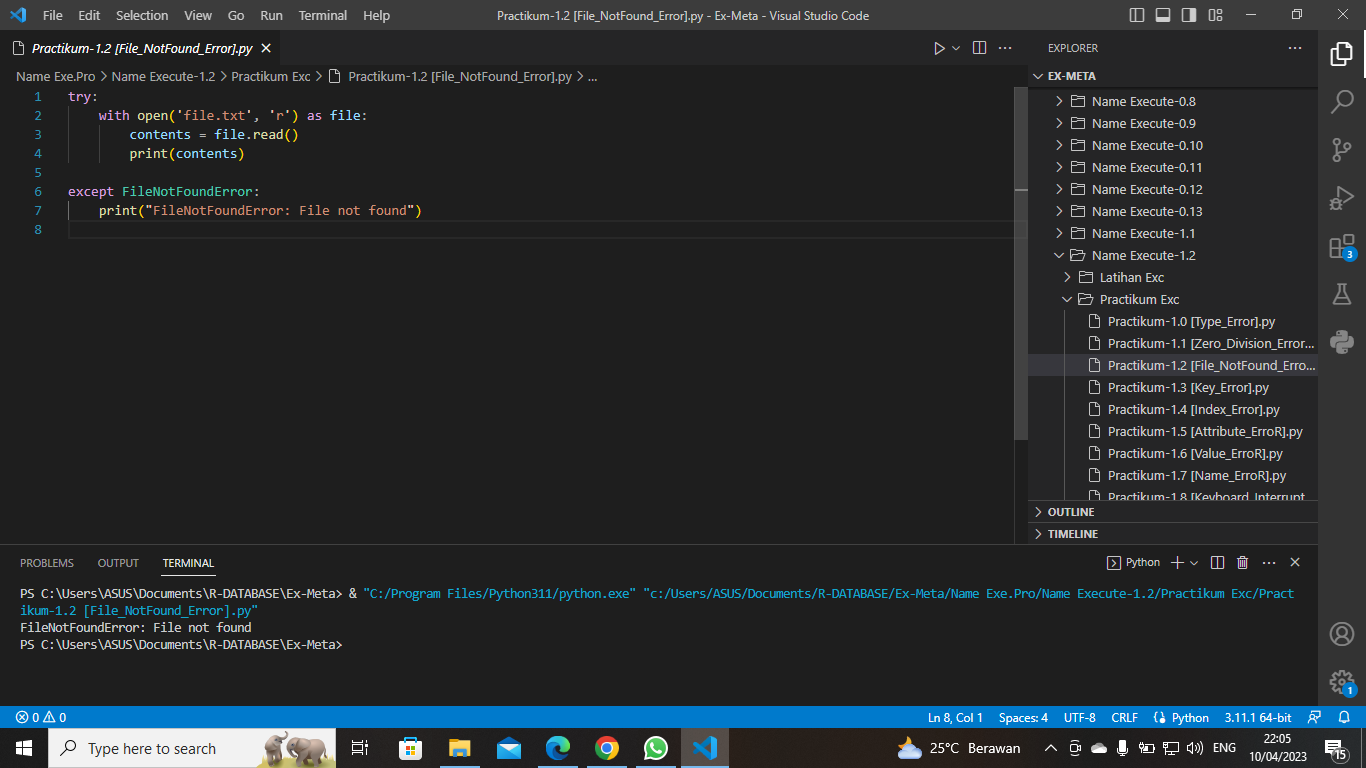 File Edit Selection View Go Run Terminal Help Practikum-1.2 [File_NotFound_Error].py - Ex-Meta - Visual Studio Code
Practikum-1.2 [File_NotFound_Error].py
Name Exe.Pro > Name Execute-1.2 > Practikum Exc > Practikum-1.2 [File_NotFound_Error].py > ...
1 try:
2 with open('file.txt', 'r') as file:
3 contents = file.read()
4 print(contents)
5
6 except FileNotFoundError:
7 print("FileNotFoundError: File not found")
8
EXPLORER
EX-META
Name Execute-0.8
Name Execute-0.9
Name Execute-0.10
Name Execute-0.11
Name Execute-0.12
Name Execute-0.13
Name Execute-1.1
Name Execute-1.2
Latihan Exc
Practikum Exc
Practikum-1.0 [Type_Error].py
Practikum-1.1 [Zero_Division_Error...
Practikum-1.2 [File_NotFound_Erro...
Practikum-1.3 [Key_Error].py
Practikum-1.4 [Index_Error].py
Practikum-1.5 [Attribute_ErroR].py
Practikum-1.6 [Value_ErroR].py
Practikum-1.7 [Name_ErroR].py
Practikum-1.8 [Keyboard_Interrupt
OUTLINE
TIMELINE
3
1
PROBLEMS OUTPUT TERMINAL Python
PS C:\Users\ASUS\Documents\R-DATABASE\Ex-Meta> & "C:/Program Files/Python311/python.exe" "c:/Users/ASUS/Documents/R-DATABASE/Ex-Meta/Name Exe.Pro/Name Execute-1.2/Practikum Exc/Pract
ikum-1.2 [File_NotFound_Error].py"
FileNotFoundError: File not found
PS C:\Users\ASUS\Documents\R-DATABASE\Ex-Meta>
0 0 Ln 8, Col 1 Spaces: 4 UTF-8 CRLF Python 3.11.1 64-bit
Type here to search 25°C Berawan ENG 22:05
10/04/2023 15